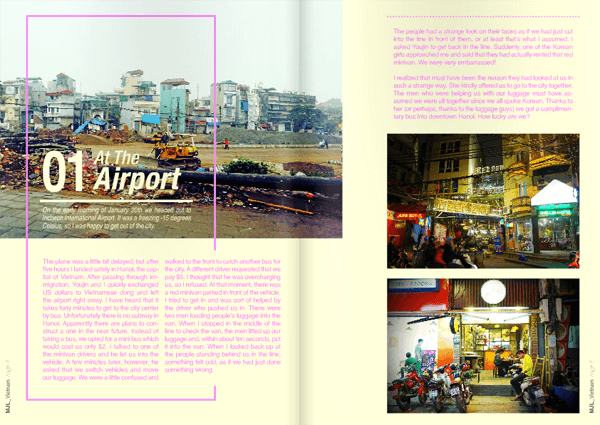 01 At The
Airport
On the early morning of January 30th we headed out to
Incheon International Airport. It was a freezing -15 degrees
Celsius, so I was happy to get out of the city.
The plane was a little bit delayed, but after
five hours I landed safely in Hanoi, the cap-
ital of Vietnam. After passing through im-
migration, Youjin and I quickly exchanged
US dollars to Vietnamese dung and left
the airport right away. I have heard that it
takes forty minutes to get to the city center
by bus. Unfortunately there is no subway in
Hanoi. Apparently there are plans to con-
struct a one in the near future. Instead of
taking a bus, we opted for a mini bus which
would cost us only $2. I talked to one of
the minivan drivers and he let us into the
vehicle. A few minutes later, however, he
asked that we switch vehicles and move
our luggage. We were a little confused and
walked to the front to catch another bus for
the city. A different driver requested that we
pay $5. I thought that he was overcharging
us, so I refused. At that moment, there was
a red minivan parked in front of the vehicle.
I tried to get in and was sort of helped by
the driver who pushed us in. There were
two men loading people's luggage into the
van. When I stopped in the middle of the
line to check the van, the men lifted up our
luggage and, within about ten seconds, put
it into the van. When I looked back up at
the people standing behind us in the line,
something felt odd, as if we had just done
something wrong.
MJL_Vietnam
The people had a strange look on their faces as if we had just cut
into the line in front of them, or at least that's what I assumed. I
asked Youjin to get back in the line. Suddenly, one of the Korean
girls approached me and said that they had actually rented that red
minivan. We were very embarrassed!
I realized that must have been the reason they had looked at us in
such a strange way. She kindly offered us to go to the city together.
The men who were helping us with our luggage must have as-
sumed we were all together since we all spoke Korean. Thanks to
her (or perhaps, thanks to the luggage guys) we got a complimen-
tary bus into downtown Hanoi. How lucky are we?
MJL_Vietnam